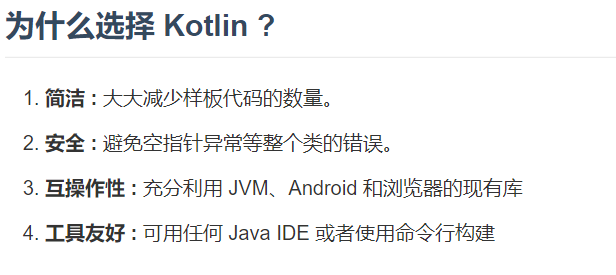 为什么选择 Kotlin ?
1. 简洁 : 大大减少样板代码的数量。
2. 安全 : 避免空指针异常等整个类的错误。
3. 互操作性 : 充分利用 JVM、Android 和浏览器的现有库
4. 工具友好 : 可用任何 Java IDE 或者使用命令行构建